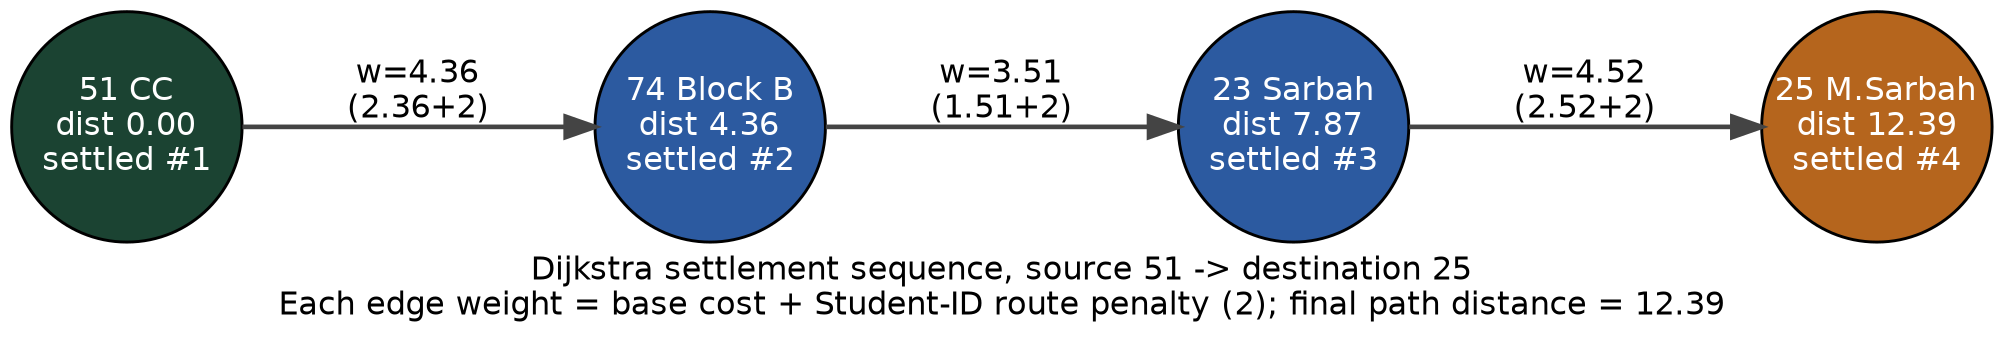 51 CC
dist 0.00
settled #1
w=4.36
(2.36+2)
74 Block B
dist 4.36
settled #2
w=3.51
(1.51+2)
23 Sarbah
dist 7.87
settled #3
w=4.52
(2.52+2)
25 M.Sarbah
dist 12.39
settled #4
Dijkstra settlement sequence, source 51 -> destination 25
Each edge weight = base cost + Student-ID route penalty (2); final path distance = 12.39